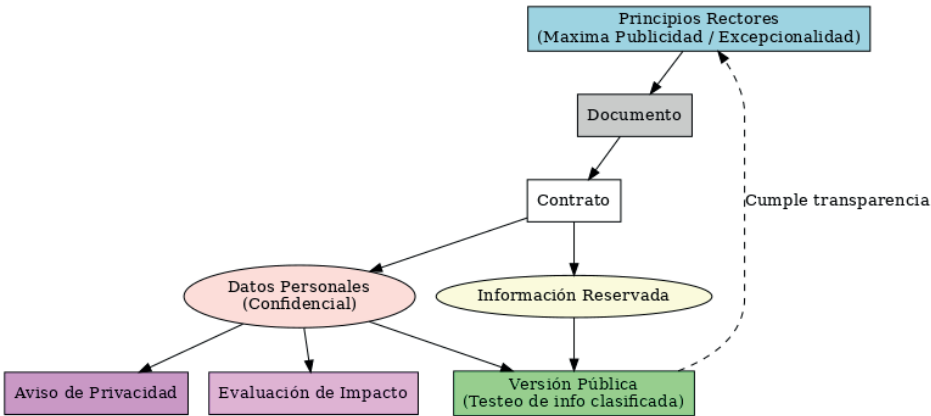 Principios Rectores
(Maxima Publicidad / Excepcionalidad)
Documento
Contrato
Cumple transparencia
Datos Personales
(Confidencial)
Información Reservada
Aviso de Privacidad
Evaluación de Impacto
Versión Pública
(Testeo de info clasificada)